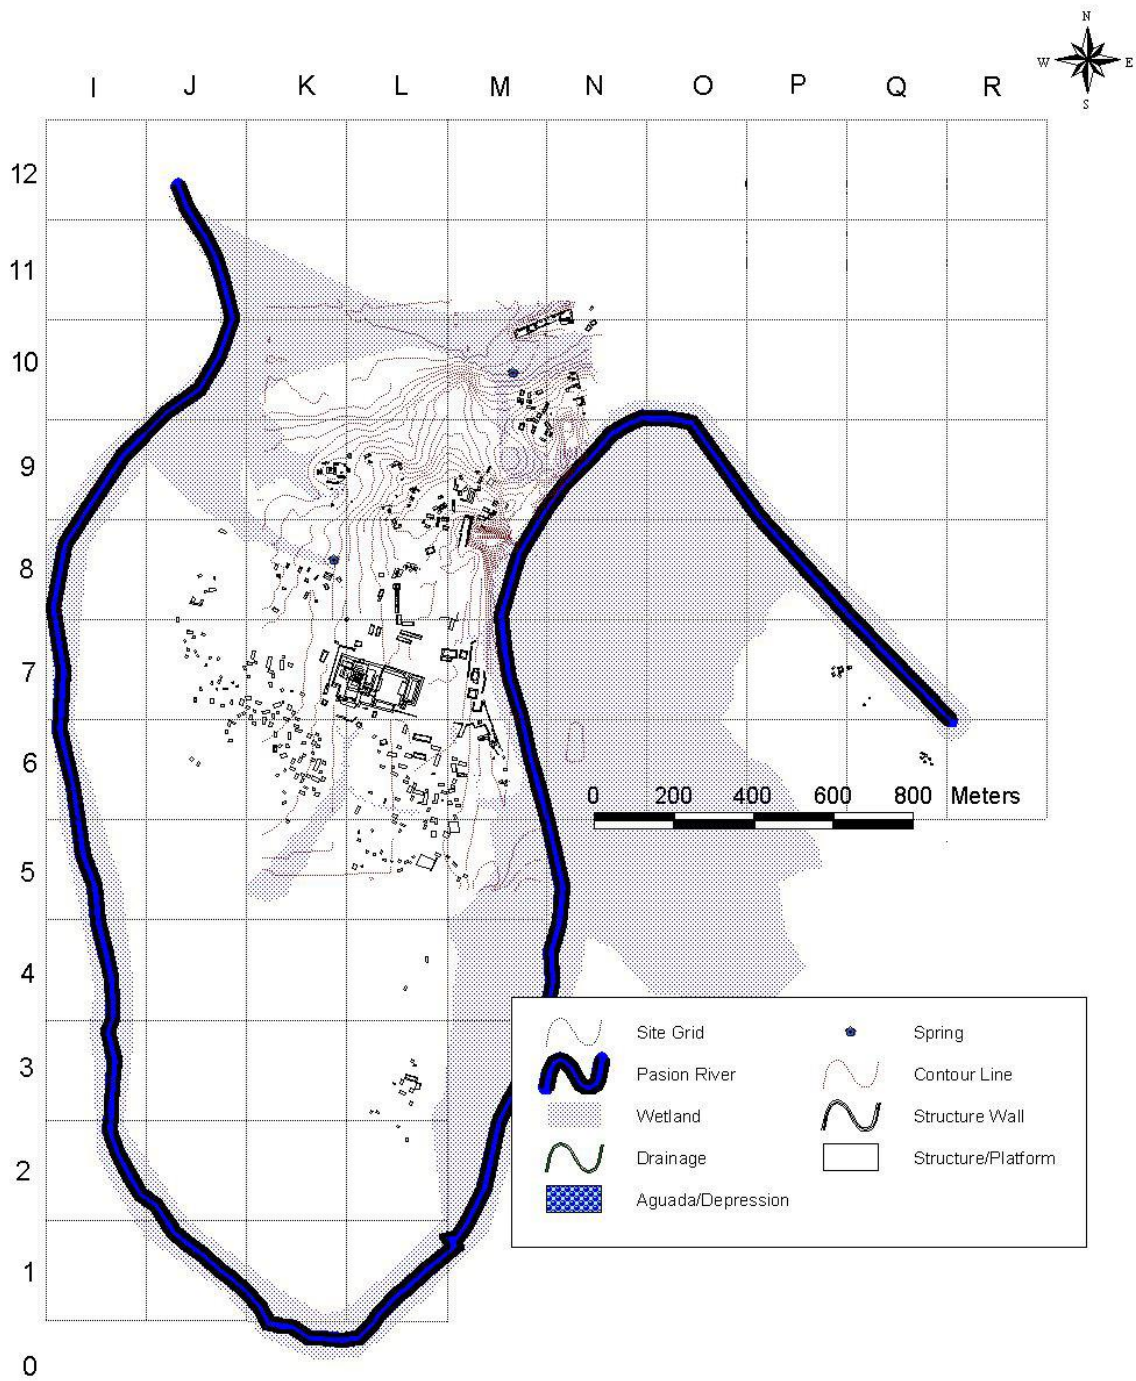 N
W E
S
I J K L M N O P Q R
12
11
10
9
8
7
6
0 200 400 600 800 Meters
5
4
3
2
1
0
Site Grid Spring
Pasion River Contour Line
Wetland Structure Wall
Drainage Structure/Platform
Aguada/Depression